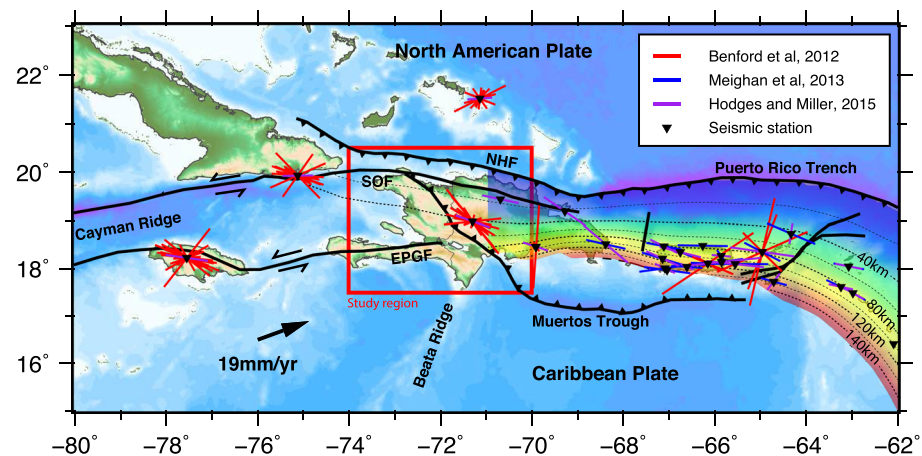 North American Plate
Benford et al, 2012
Meighan et al, 2013
Hodges and Miller, 2015
Seismic station
22°
20°
18°
16°
NHF
Puerto Rico Trench
SOF
Cayman Ridge
EPGF
40km
80km
120km
140km
Study region
Muertos Trough
Beata Ridge
19mm/yr
Caribbean Plate
−80° −78° −76° −74° −72° −70° −68° −66° −64° −62°